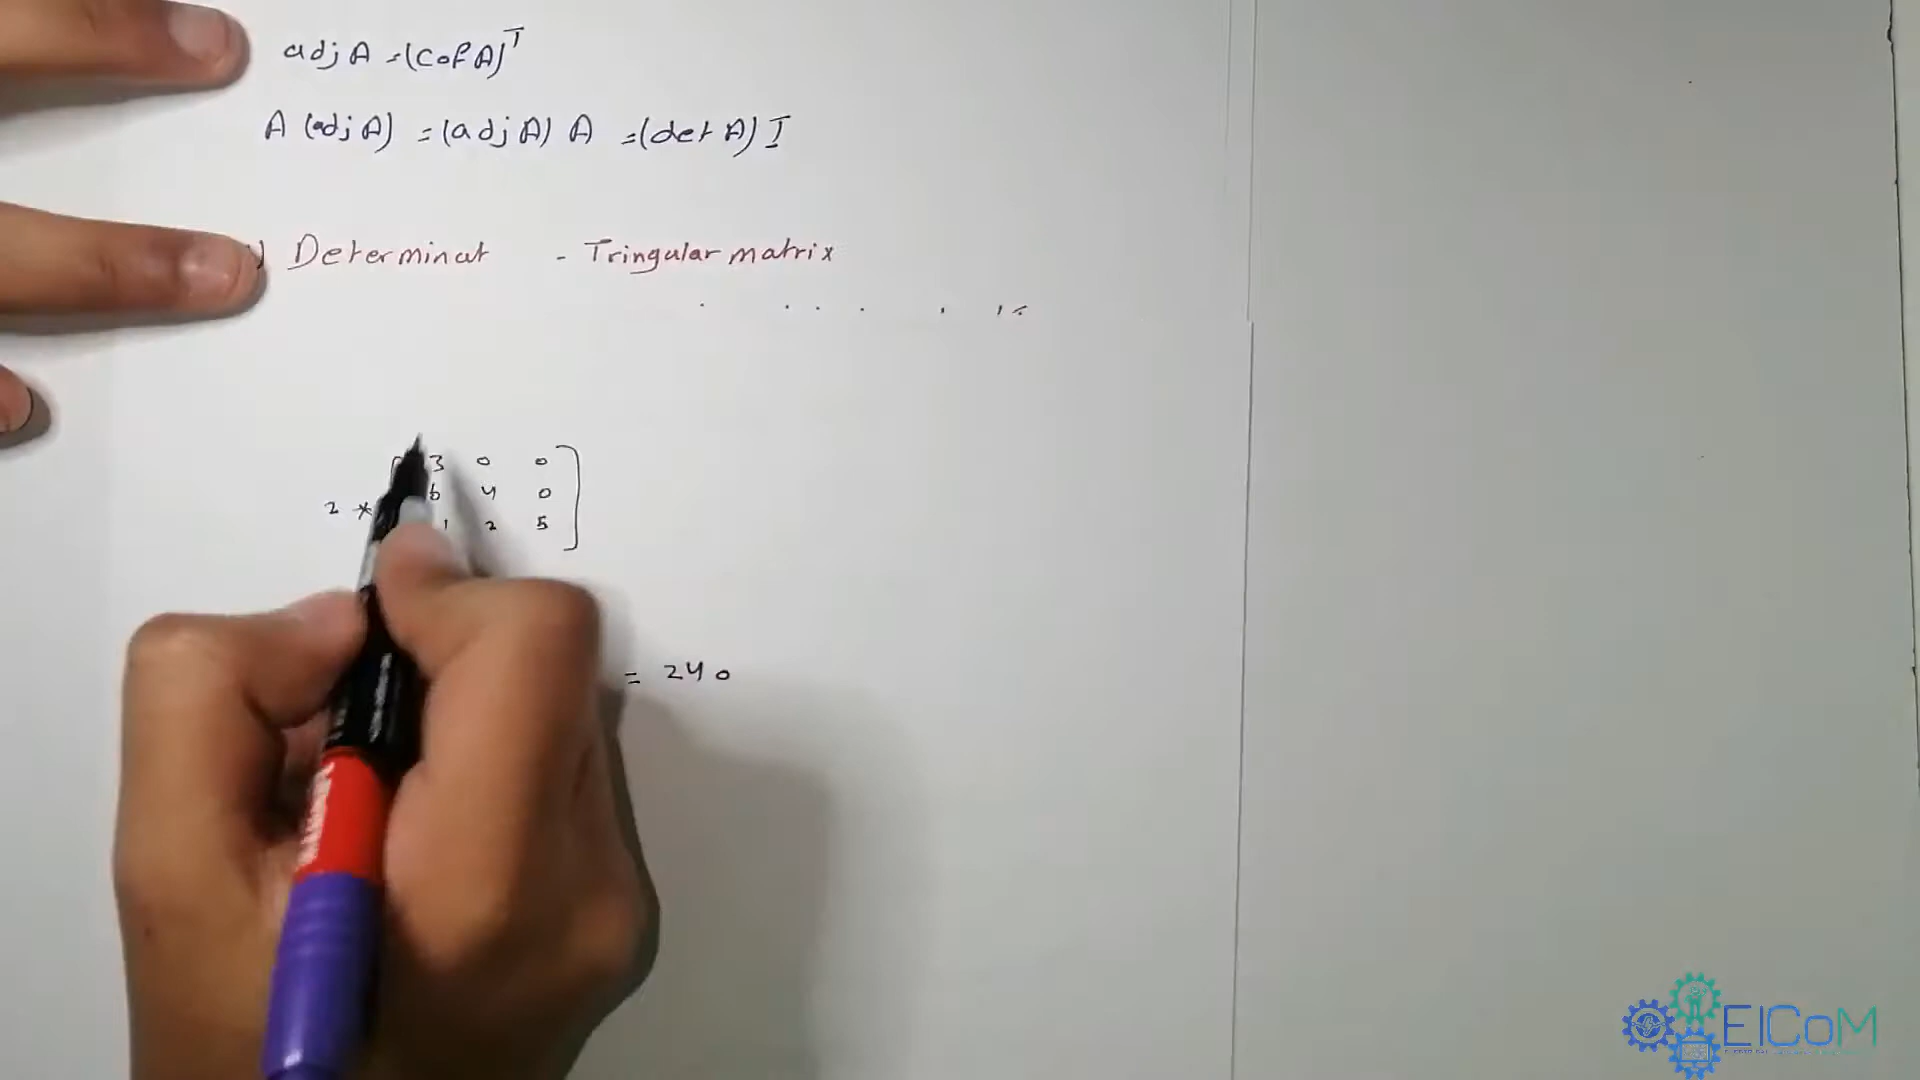 adj A = (Cof A)ᵀ
A (adj A) = (adj A) A = (det A) I
Determinat - Tringular matrix
3 0 0
6 4 0
2 *
1 2 5
= 240
EICoM